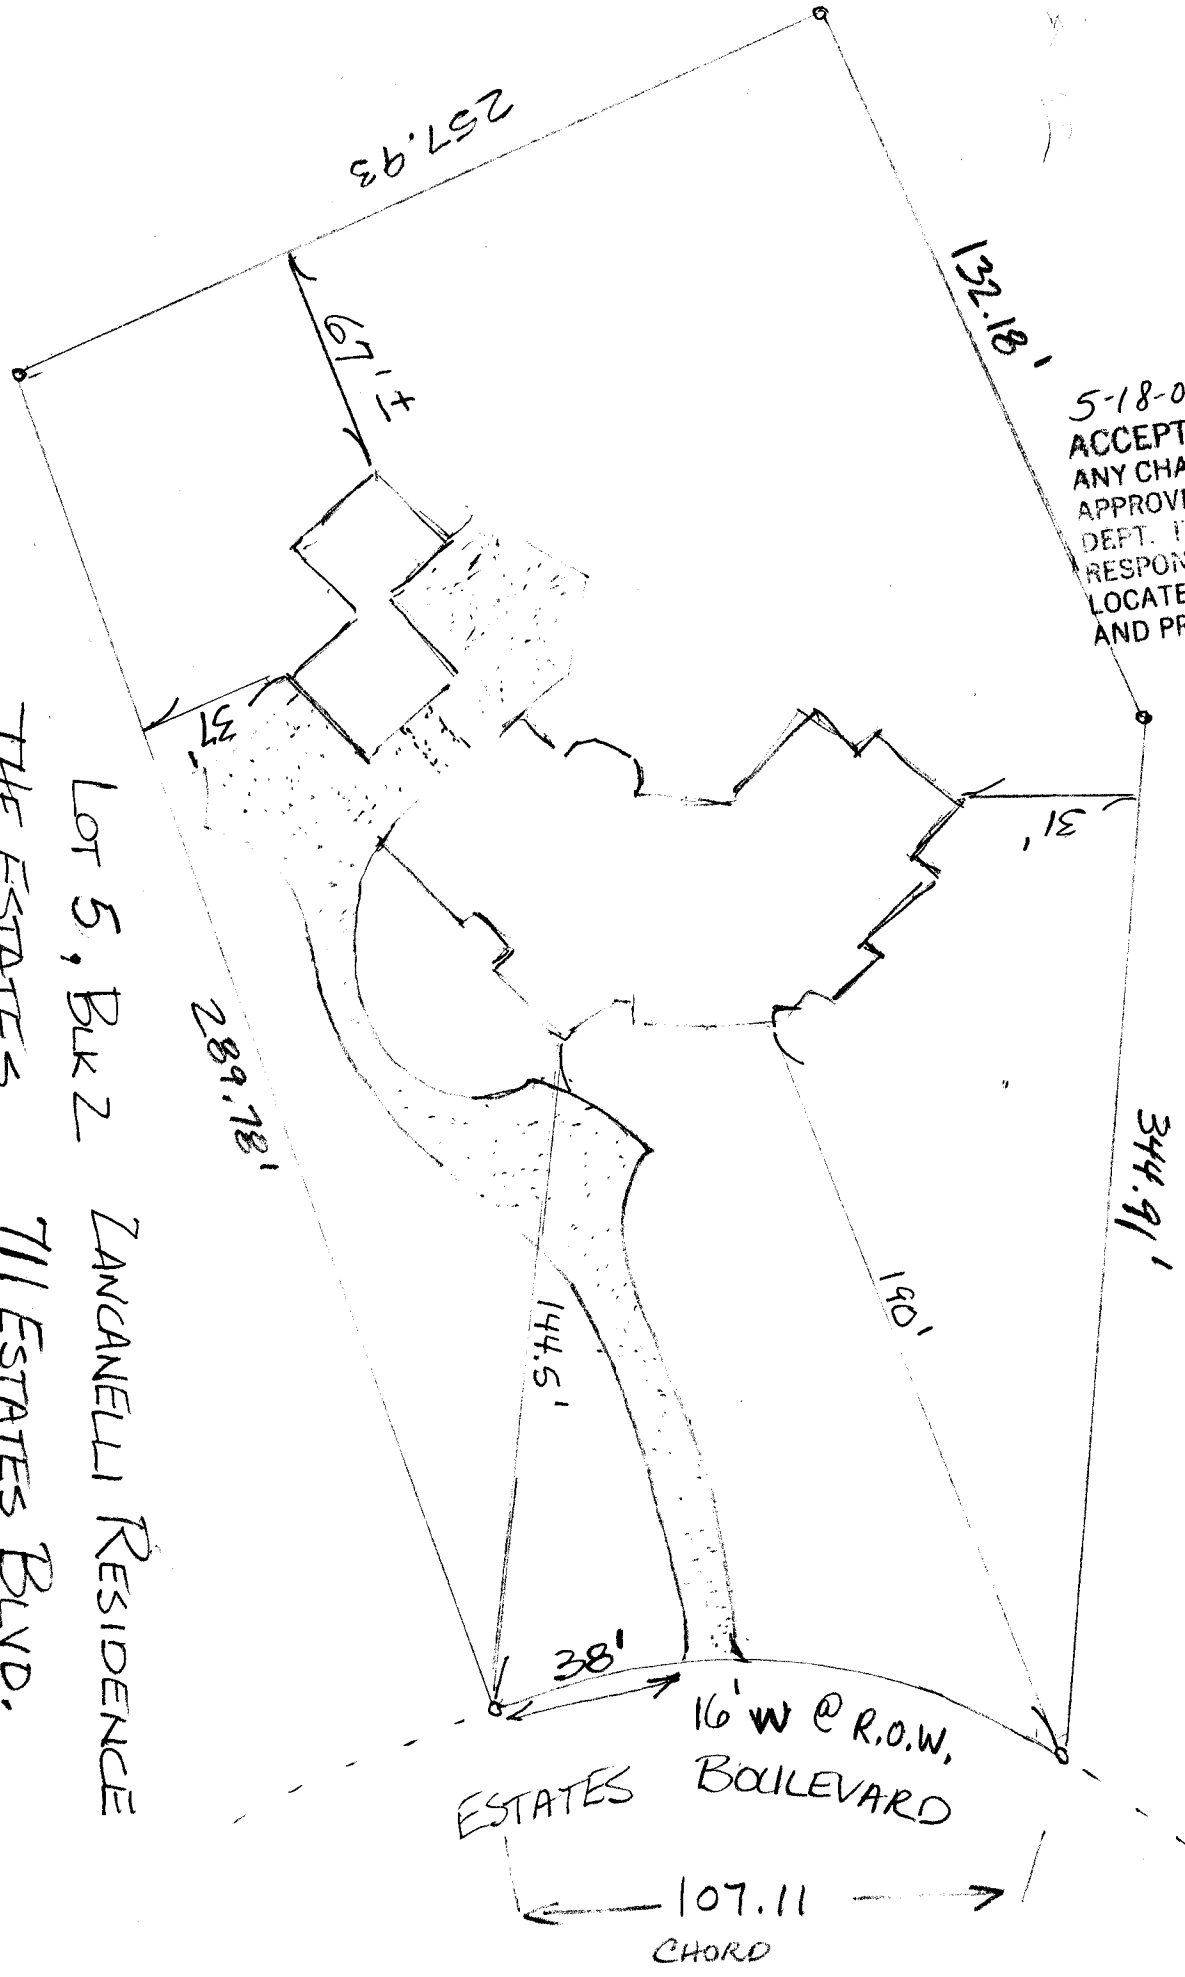 257.93
132.18'
67'±
5-18-0
ACCEPT
ANY CHA
APPROV
DEPT. IT
RESPON
LOCATE
AND PR
37'
31'
344.91'
289.78'
190'
144.5'
LOT 5, BLK 2 ZANCANELLI RESIDENCE
THE ESTATES 711 ESTATES BLVD.
38'
16' W @ R.O.W.
ESTATES BOULEVARD
107.11
CHORD